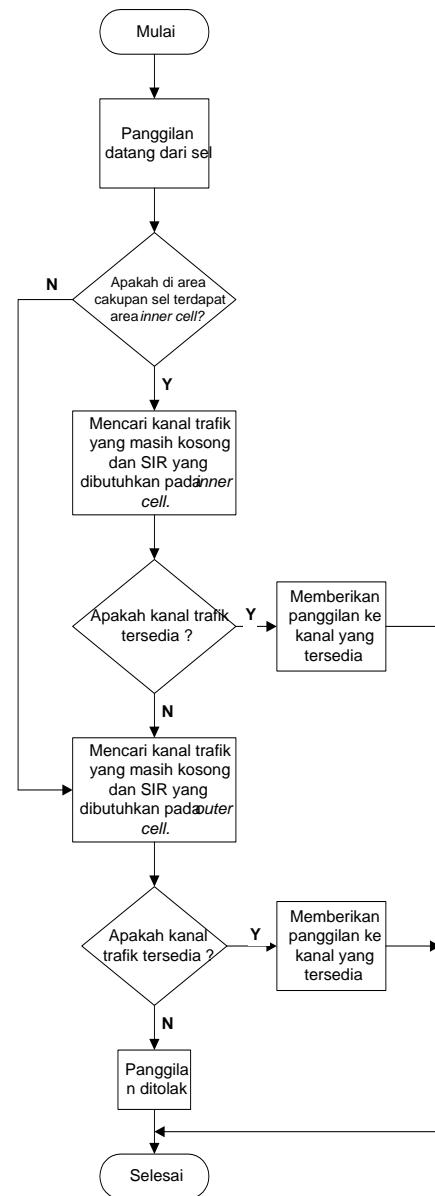 Mulai
Panggilan
datang dari sel
N
Apakah di area
cakupan sel terdapat
area inner cell?
Y
Mencari kanal trafik
yang masih kosong
dan SIR yang
dibutuhkan pada inner
cell.
Apakah kanal trafik
tersedia ?
Y
Memberikan
panggilan ke
kanal yang
tersedia
N
Mencari kanal trafik
yang masih kosong
dan SIR yang
dibutuhkan pada outer
cell.
Apakah kanal
trafik tersedia ?
Y
Memberikan
panggilan ke
kanal yang
tersedia
N
Panggila
n ditolak
Selesai